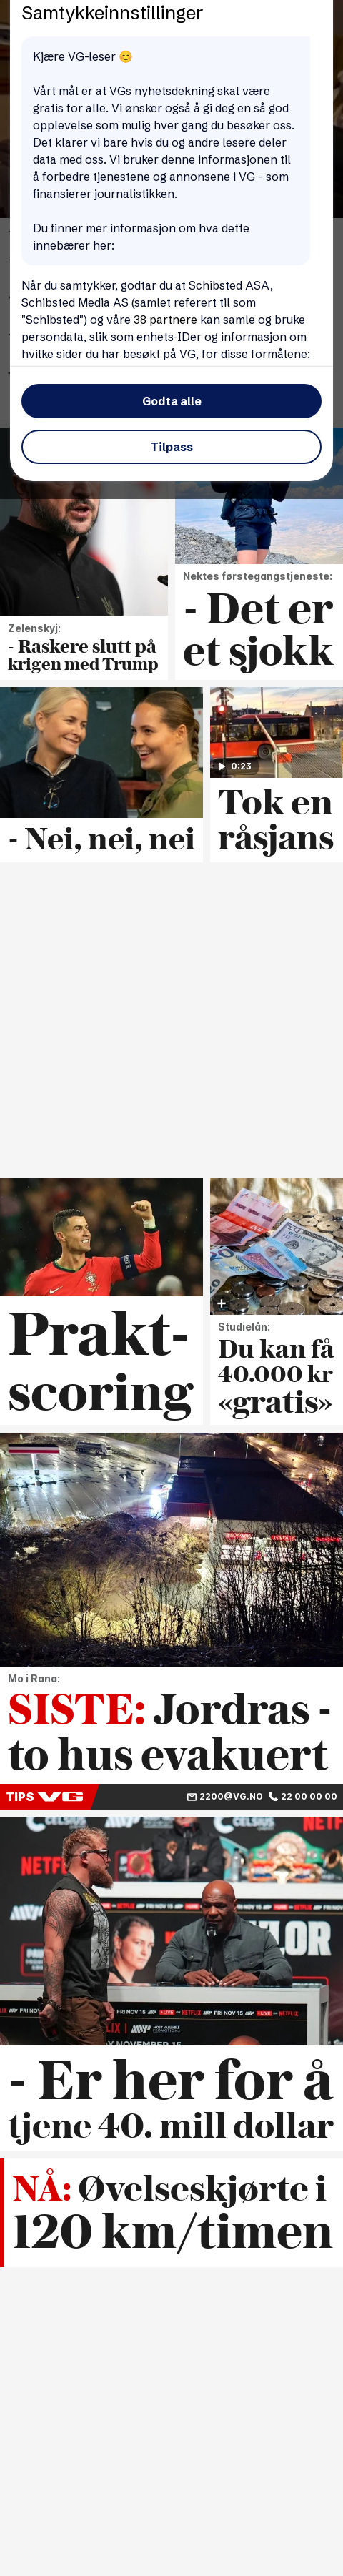 Samtykkeinnstillinger
Kjære VG-leser 😊
Vårt mål er at VGs nyhetsdekning skal være
gratis for alle. Vi ønsker også å gi deg en så god
opplevelse som mulig hver gang du besøker oss.
Det klarer vi bare hvis du og andre lesere deler
data med oss. Vi bruker denne informasjonen til
å forbedre tjenestene og annonsene i VG - som
finansierer journalistikken.
Du finner mer informasjon om hva dette
innebærer her:
Når du samtykker, godtar du at Schibsted ASA,
Schibsted Media AS (samlet referert til som
"Schibsted") og våre 38 partnere kan samle og bruke
persondata, slik som enhets-IDer og informasjon om
hvilke sider du har besøkt på VG, for disse formålene:
Godta alle
Tilpass
Zelenskyj:
- Raskere slutt på
krigen med Trump
Nektes førstegangstjeneste:
- Det er
et sjokk
- Nei, nei, nei
0:23
Tok en
råsjans
Prakt-
scoring
Studielån:
Du kan få
40.000 kr
«gratis»
Mo i Rana:
SISTE: Jordras -
to hus evakuert
TIPS VG
2200@VG.NO
22 00 00 00
- Er her for å
tjene 40. mill dollar
NÅ: Øvelseskjørte i
120 km/timen